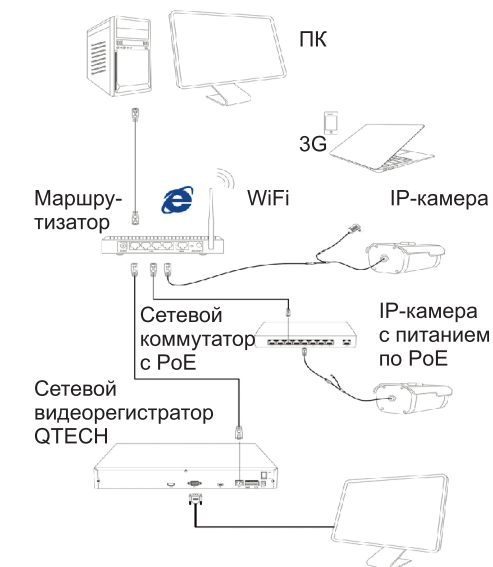 ПК
3G
Маршру-
тизатор
WiFi
IP-камера
Сетевой
коммутатор
с PoE
IP-камера
с питанием
по PoE
Сетевой
видеорегистратор
QTECH